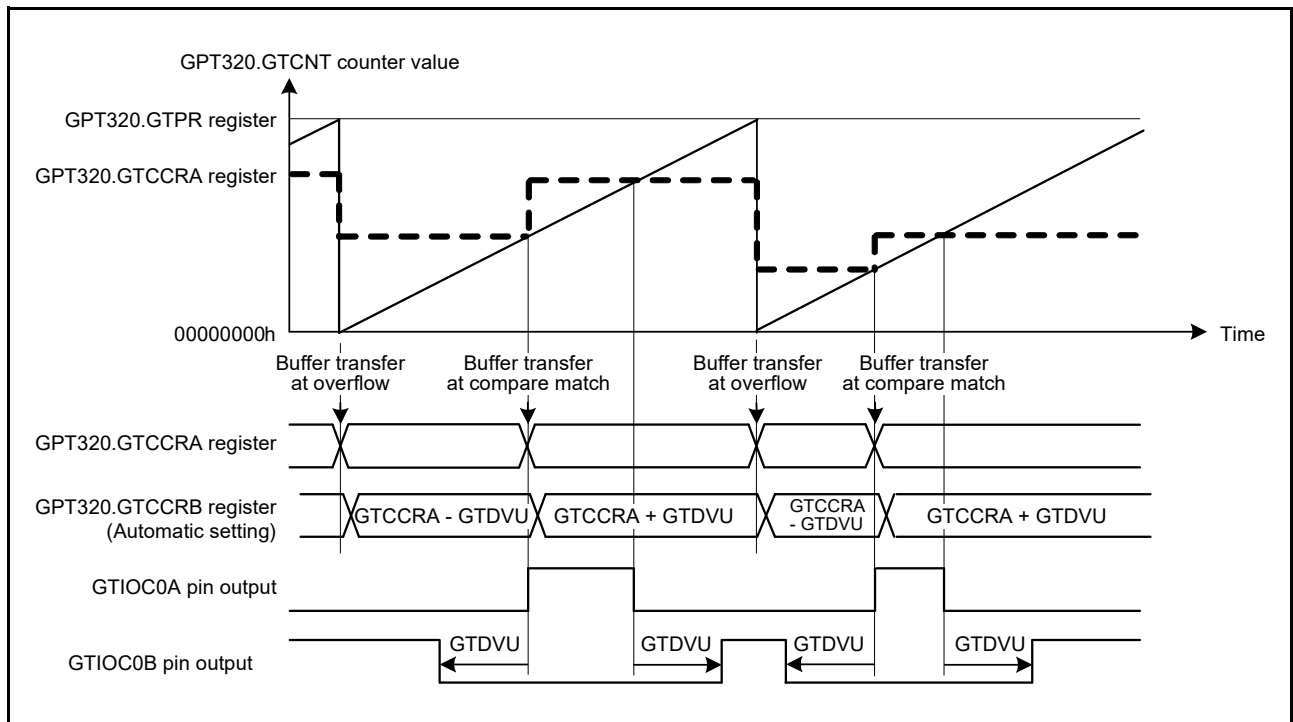 GPT320.GTCNT counter value
GPT320.GTPR register
GPT320.GTCCRA register
00000000h
Time
Buffer transfer
at overflow
Buffer transfer
at compare match
Buffer transfer
at overflow
Buffer transfer
at compare match
GPT320.GTCCRA register
GPT320.GTCCRB register
(Automatic setting)
GTCCRA - GTDVU
GTCCRA + GTDVU
GTCCRA
- GTDVU
GTCCRA + GTDVU
GTIOC0A pin output
GTIOC0B pin output
GTDVU
GTDVU
GTDVU
GTDVU